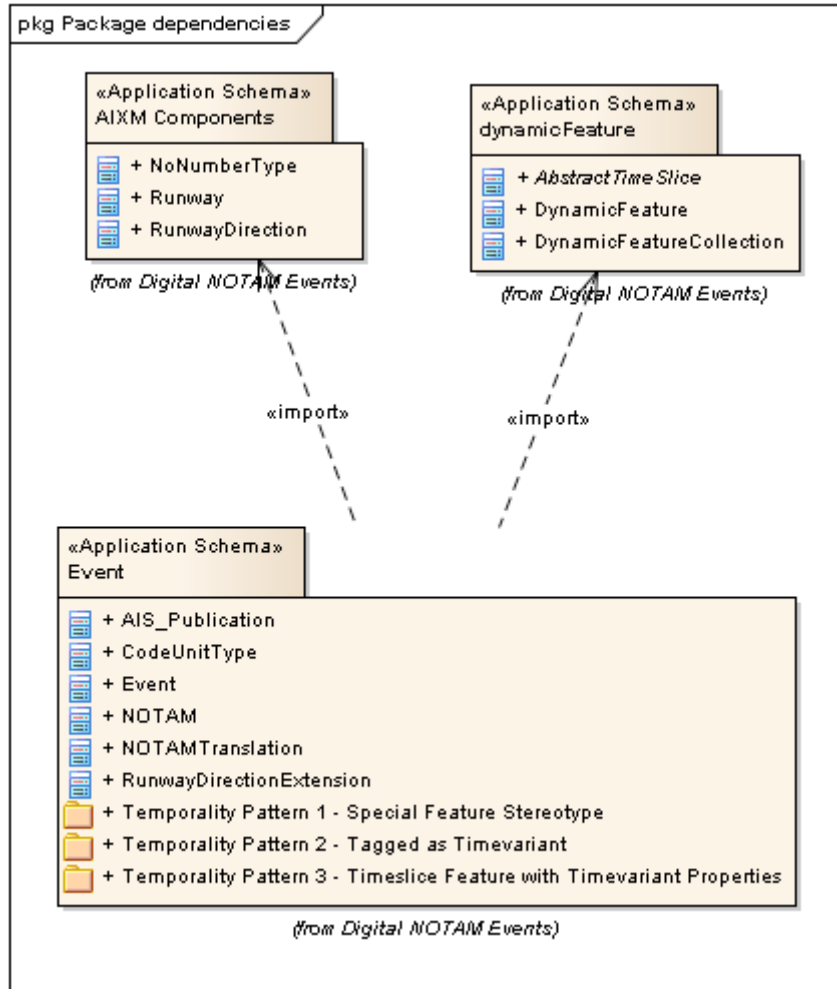 pkg Package dependencies
«Application Schema»
AIXM Components
+ NoNumberType
+ Runway
+ RunwayDirection
(from Digital NOTAM Events)
«Application Schema»
dynamicFeature
+ AbstractTimeSlice
+ DynamicFeature
+ DynamicFeatureCollection
(from Digital NOTAM Events)
«import»
«import»
«Application Schema»
Event
+ AIS_Publication
+ CodeUnitType
+ Event
+ NOTAM
+ NOTAMTranslation
+ RunwayDirectionExtension
+ Temporality Pattern 1 - Special Feature Stereotype
+ Temporality Pattern 2 - Tagged as Timevariant
+ Temporality Pattern 3 - Timeslice Feature with Timevariant Properties
(from Digital NOTAM Events)